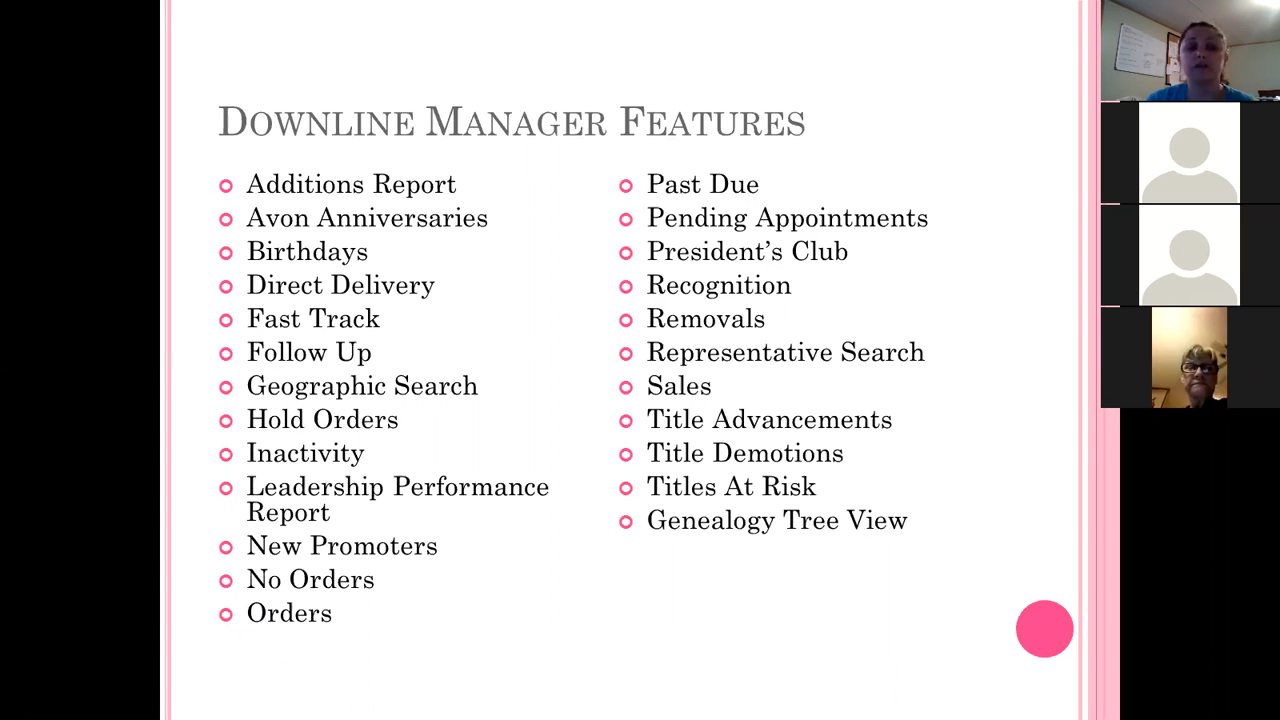 Downline Manager Features
Additions Report
Avon Anniversaries
Birthdays
Direct Delivery
Fast Track
Follow Up
Geographic Search
Hold Orders
Inactivity
Leadership Performance
Report
New Promoters
No Orders
Orders
Past Due
Pending Appointments
President’s Club
Recognition
Removals
Representative Search
Sales
Title Advancements
Title Demotions
Titles At Risk
Genealogy Tree View